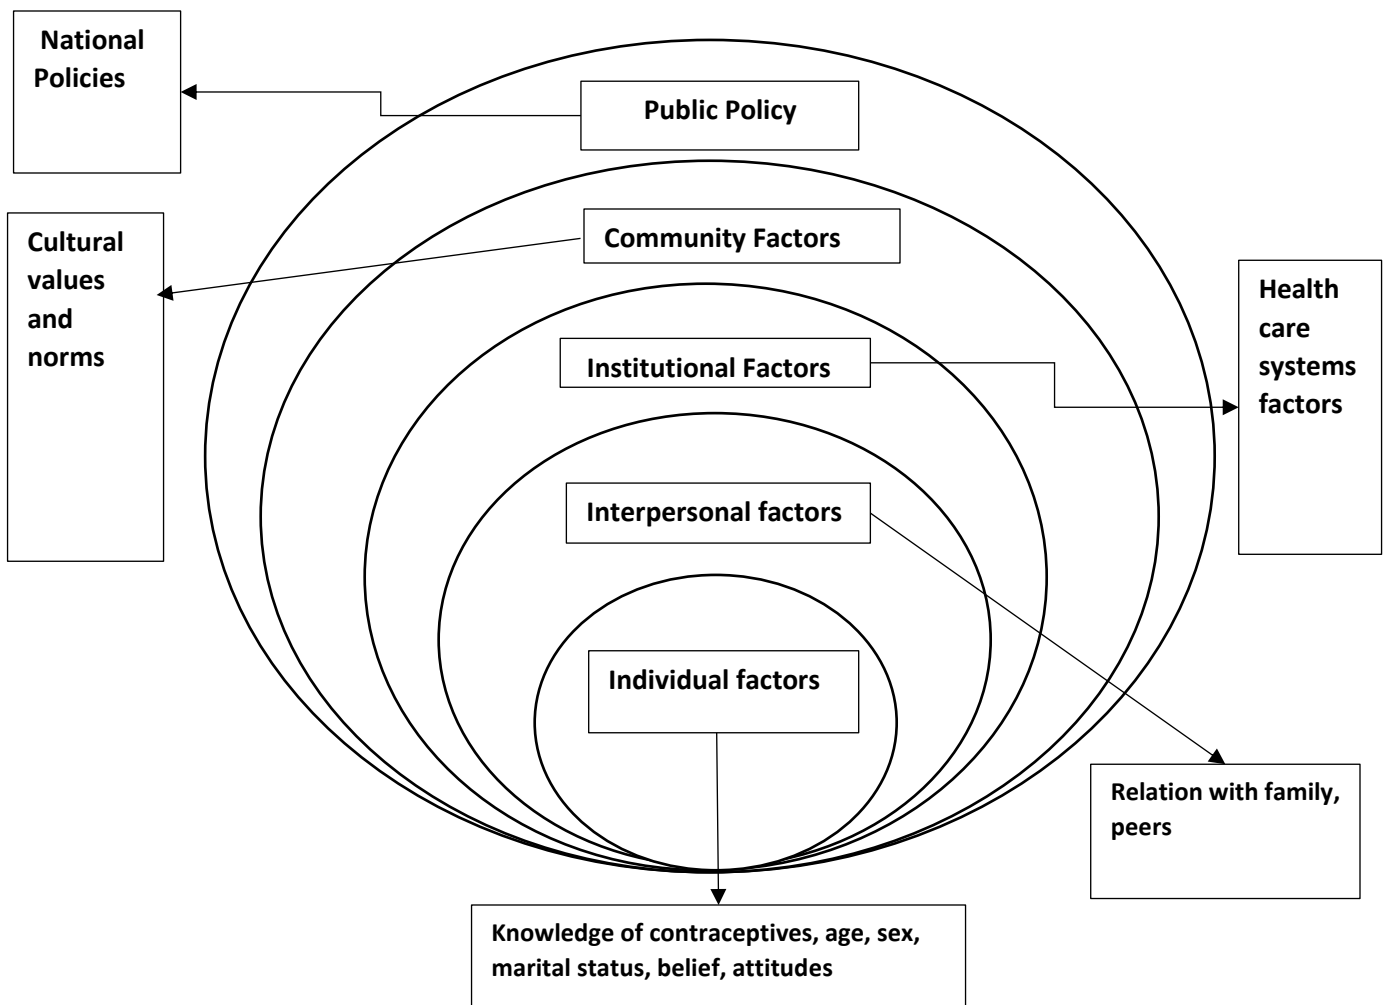 National
Policies
Public Policy
Cultural
values
and
norms
Community Factors
Health
care
systems
factors
Institutional Factors
Interpersonal factors
Individual factors
Relation with family,
peers
Knowledge of contraceptives, age, sex,
marital status, belief, attitudes